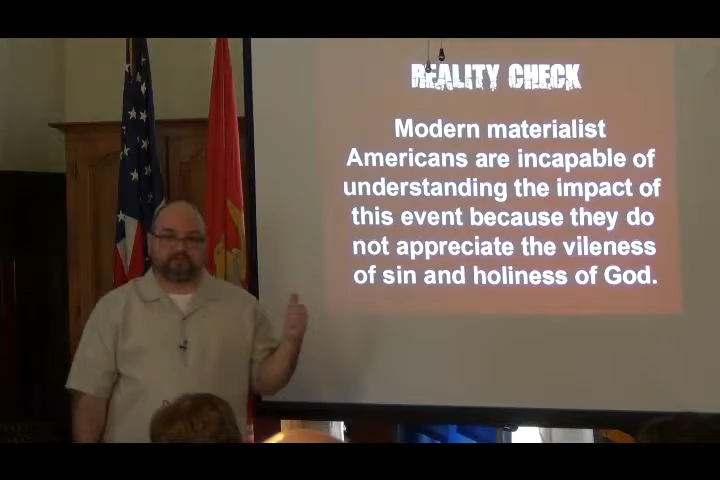 REALITY CHECK
Modern materialist
Americans are incapable of
understanding the impact of
this event because they do
not appreciate the vileness
of sin and holiness of God.